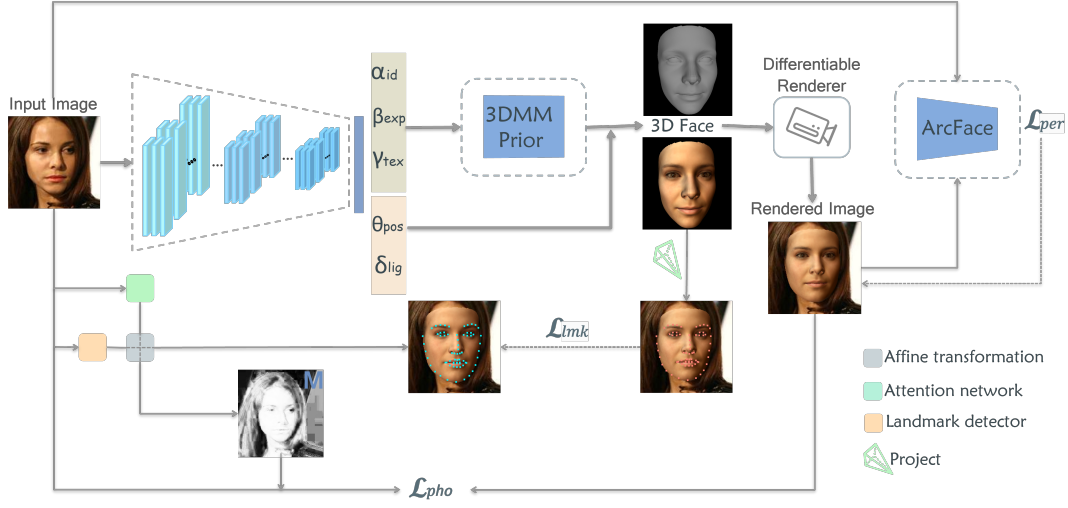 Input Image
α id
β exp
γ tex
θ pos
δ lig
3DMM
Prior
3D Face
Differentiable
Renderer
ArcFace
ℒper
Rendered Image
ℒlmk
M
ℒpho
Affine transformation
Attention network
Landmark detector
Project